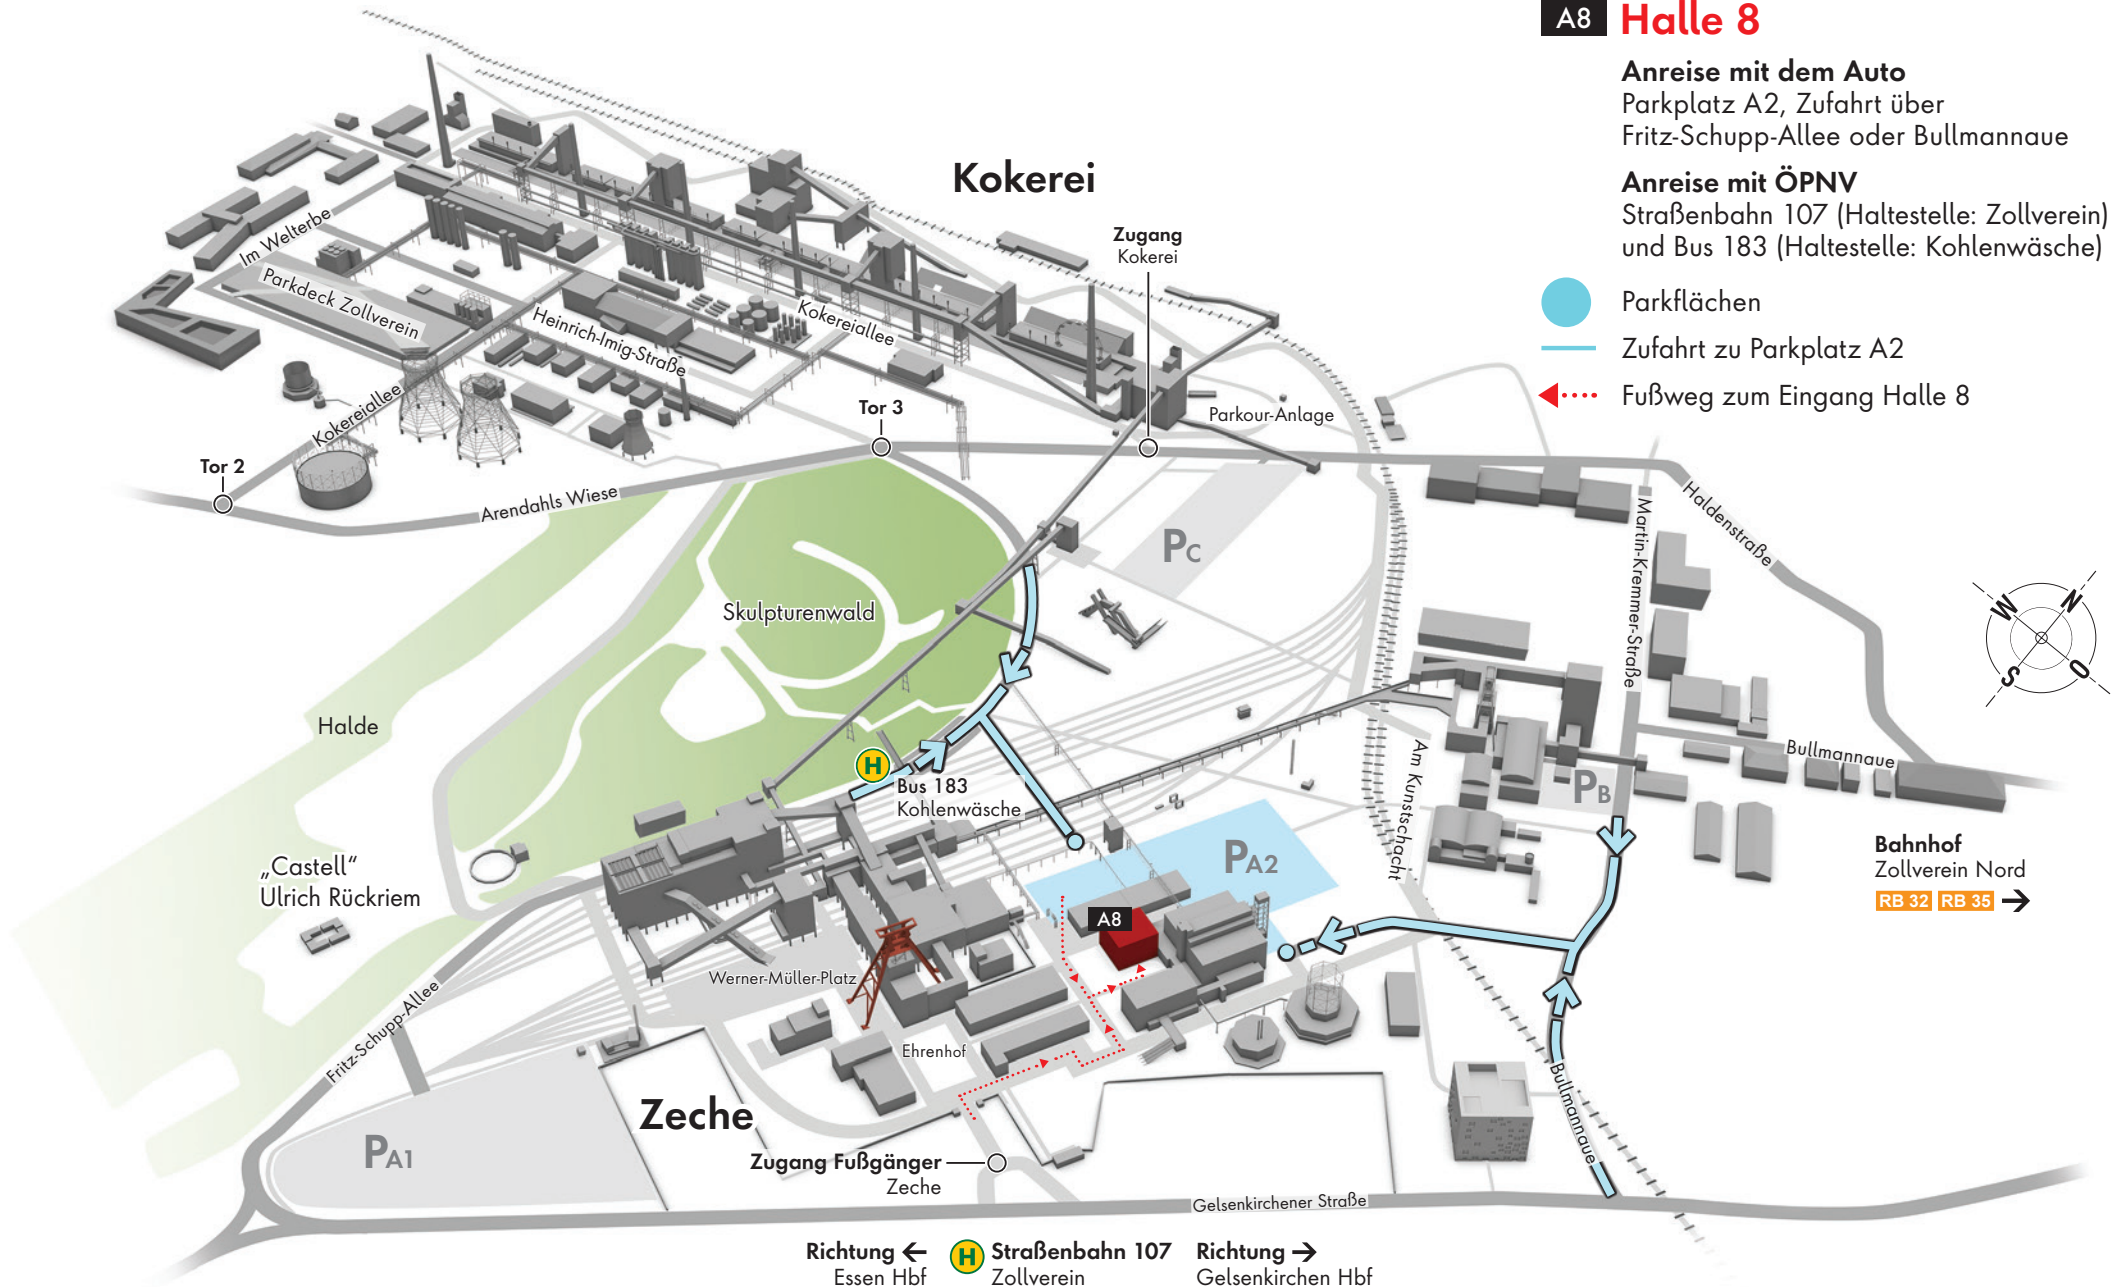 A8 Halle 8
Anreise mit dem Auto
Parkplatz A2, Zufahrt über
Fritz-Schupp-Allee oder Bullmannaue
Anreise mit ÖPNV
Straßenbahn 107 (Haltestelle: Zollverein)
und Bus 183 (Haltestelle: Kohlenwäsche)
Parkflächen
Zufahrt zu Parkplatz A2
Fußweg zum Eingang Halle 8
Kokerei
Zugang
Kokerei
Im Welterbe
Parkdeck Zollverein
Heinrich-Imig-Straße
Kokereiallee
Kokereiallee
Parkour-Anlage
Tor 3
Tor 2
Arendahls Wiese
Haldenstraße
Martin-Kremmer-Straße
PC
Skulpturenwald
W
N
S
O
Halde
Bullmannaue
Am Kunstschacht
H
Bus 183
Kohlenwäsche
PB
PA2
Bahnhof
Zollverein Nord
RB 32 RB 35
„Castell“
Ulrich Rückriem
A8
Werner-Müller-Platz
Fritz-Schupp-Allee
Ehrenhof
Bullmannaue
Zeche
PA1
Zugang Fußgänger
Zeche
Gelsenkirchener Straße
Richtung
Essen Hbf
H
Straßenbahn 107
Zollverein
Richtung
Gelsenkirchen Hbf